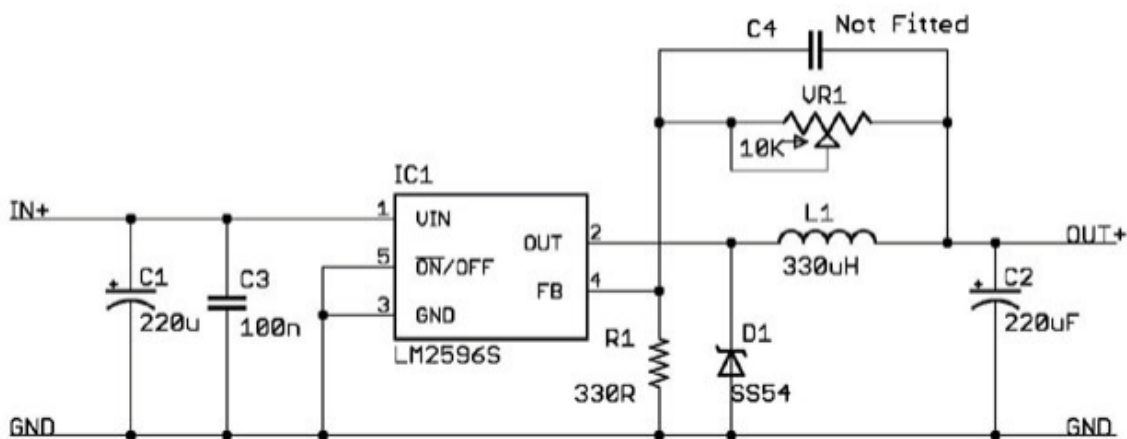 C4
Not Fitted
VR1
10K
IC1
IN+
1
VIN
OUT
2
L1
330uH
OUT+
5
ON/OFF
FB
4
3
GND
C1
220u
C3
100n
LM2596S
R1
330R
D1
SS54
C2
220uF
GND
GND